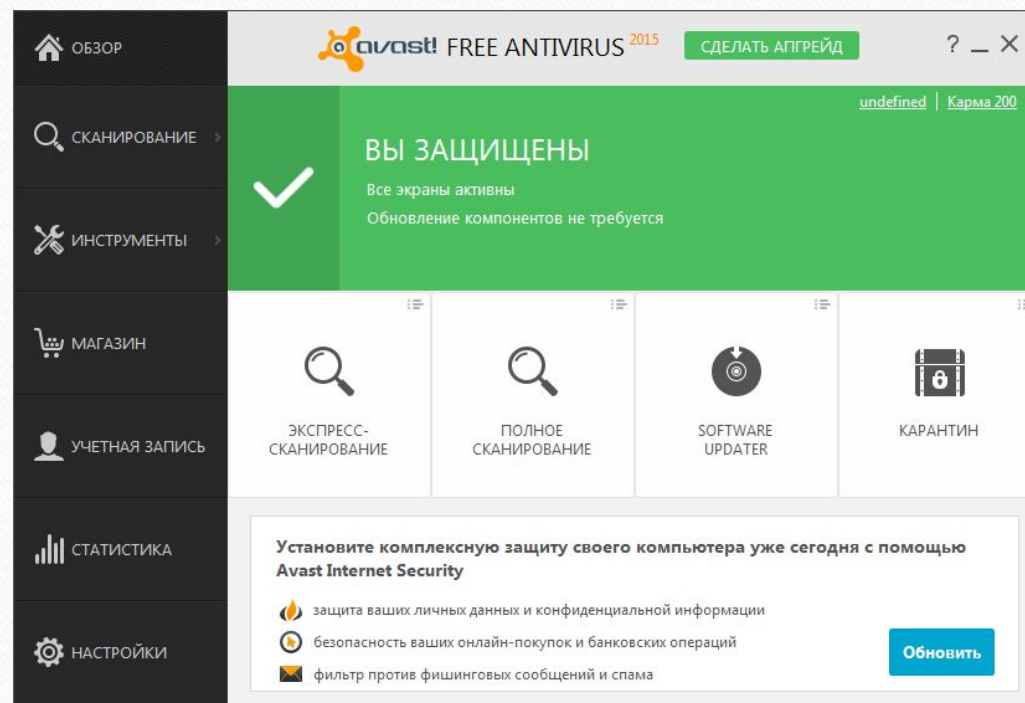 ОБЗОР
avast! FREE ANTIVIRUS 2015
СДЕЛАТЬ АПГРЕЙД
?
undefined | Карма 200
СКАНИРОВАНИЕ
ВЫ ЗАЩИЩЕНЫ
Все экраны активны
Обновление компонентов не требуется
ИНСТРУМЕНТЫ
МАГАЗИН
УЧЕТНАЯ ЗАПИСЬ
СТАТИСТИКА
НАСТРОЙКИ
ЭКСПРЕСС-
СКАНИРОВАНИЕ
ПОЛНОЕ
СКАНИРОВАНИЕ
SOFTWARE
UPDATER
КАРАНТИН
Установите комплексную защиту своего компьютера уже сегодня с помощью
Avast Internet Security
защита ваших личных данных и конфиденциальной информации
безопасность ваших онлайн-покупок и банковских операций
фильтр против фишинговых сообщений и спама
Обновить